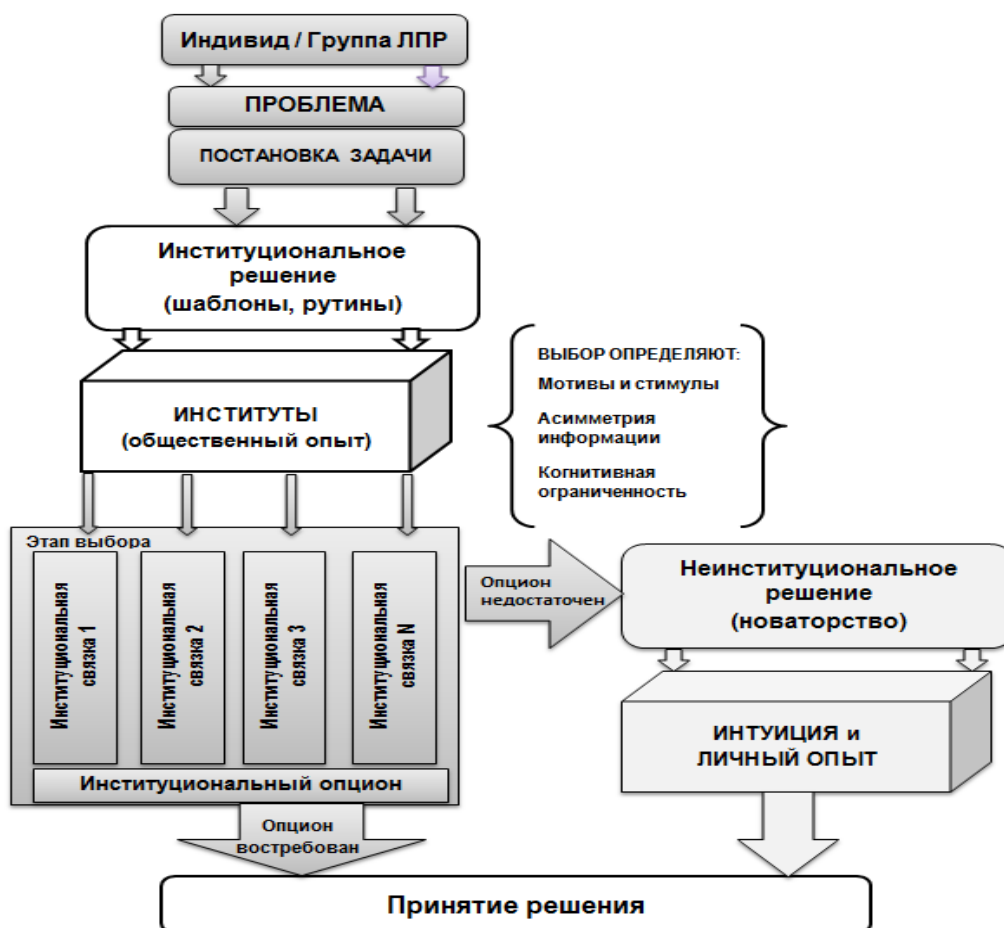 Индивид / Группа ЛПР
ПРОБЛЕМА
ПОСТАНОВКА ЗАДАЧИ
Институциональное
решение
(шаблоны, рутины)
ИНСТИТУТЫ
(общественный опыт)
ВЫБОР ОПРЕДЕЛЯЮТ:
Мотивы и стимулы
Асимметрия
информации
Когнитивная
ограниченность
Этап выбора
Институциональная
связка 1
Институциональная
связка 2
Институциональная
связка 3
Институциональная
связка N
Институциональный опцион
Опцион
недостаточен
Неинституциональное
решение
(новаторство)
ИНТУИЦИЯ и
ЛИЧНЫЙ ОПЫТ
Опцион
востребован
Принятие решения